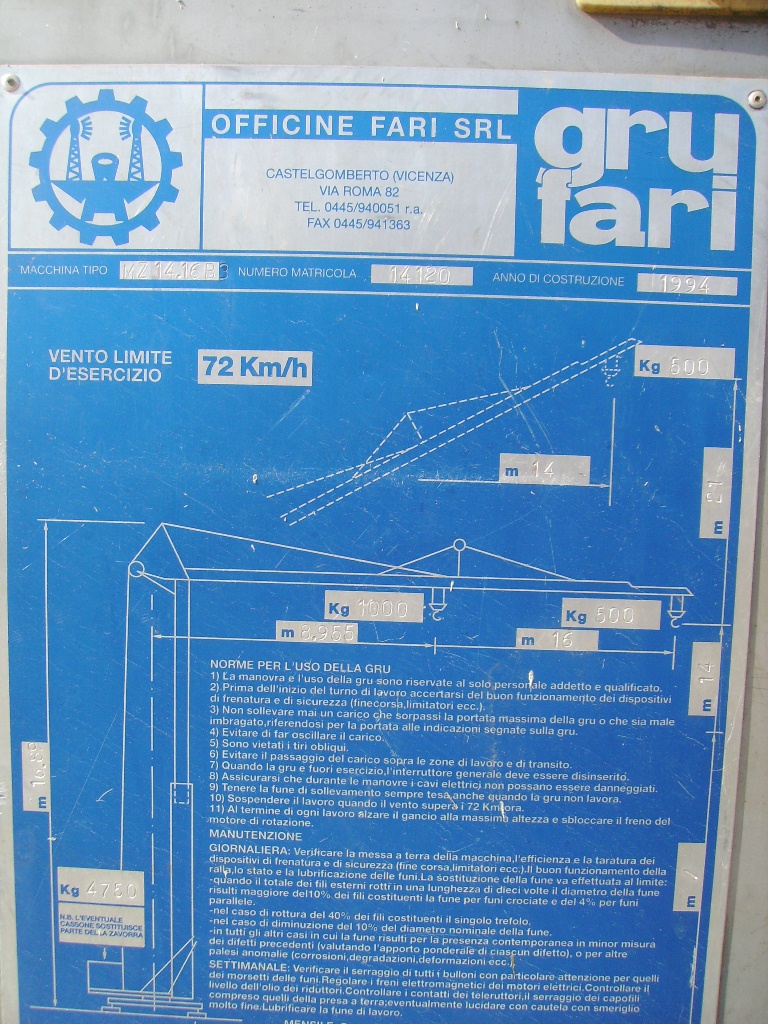 OFFICINE FARI SRL
gru
fari
CASTELGOMBERTO (VICENZA)
VIA ROMA 82
TEL. 0445/940051 r.a.
FAX 0445/941363
MACCHINA TIPO MZ 14.16 B3 NUMERO MATRICOLA 14120 ANNO DI COSTRUZIONE 1994
VENTO LIMITE
D'ESERCIZIO
72 Km/h
Kg 500
m 14
m 21
Kg 1000
Kg 500
m 8,955
m 16
m 14
m
m 7
Kg 4750
N.B. L'EVENTUALE
CASSONE SOSTITUISCE
PARTE DELLA ZAVORRA
NORME PER L'USO DELLA GRU
1) La manovra e l'uso della gru sono riservate al solo personale addetto e qualificato.
2) Prima dell'inizio del turno di lavoro accertarsi del buon funzionamento dei dispositivi
di frenatura e di sicurezza (finecorsa,limitatori ecc.).
3) Non sollevare mai un carico che sorpassi la portata massima della gru o che sia male
imbragato,riferendosi per la portata alle indicazioni segnate sulla gru.
4) Evitare di far oscillare il carico.
5) Sono vietati i tiri obliqui.
6) Evitare il passaggio del carico sopra le zone di lavoro e di transito.
7) Quando la gru e fuori esercizio,l'interruttore generale deve essere disinserito.
8) Assicurarsi che durante le manovre i cavi elettrici non possano essere danneggiati.
9) Tenere la fune di sollevamento sempre tesa anche quando la gru non lavora.
10) Sospendere il lavoro quando il vento supera i 72 Km/ora.
11) Al termine di ogni lavoro alzare il gancio alla massima altezza e sbloccare il freno del
motore di rotazione.
MANUTENZIONE
GIORNALIERA: Verificare la messa a terra della macchina,l'efficienza e la taratura dei
dispositivi di frenatura e di sicurezza (fine corsa,limitatori ecc.).Il buon funzionamento della
ralla,lo stato e la lubrificazione delle funi.La sostituzione della fune va effettuata al limite:
-quando il totale dei fili esterni rotti in una lunghezza di dieci volte il diametro della fune
risulti maggiore del10% dei fili costituenti la fune per funi crociate e del 4% per funi
parallele.
-nel caso di rottura del 40% dei fili costituenti il singolo trefolo.
-nel caso di diminuzione del 10% del diametro nominale della fune.
-in tutti gli altri casi in cui la fune risulti per la presenza contemporanea in minor misura
dei difetti precedenti (valutando l'apporto ponderale di ciascun difetto), o per altre
palesi anomalie (corrosioni,degradazioni,deformazioni ecc.).
SETTIMANALE: Verificare il serraggio di tutti i bulloni con particolare attenzione per quelli
dei morsetti delle funi.Regolare i freni elettromagnetici dei motori elettrici.Controllare il
livello dell'olio dei riduttori.Controllare i contatti dei teleruttori,il serraggio dei capofili
compreso quello della presa a terra;eventualmente lucidare con cautela con smeriglio
molto fine.Lubrificare la fune di lavoro.